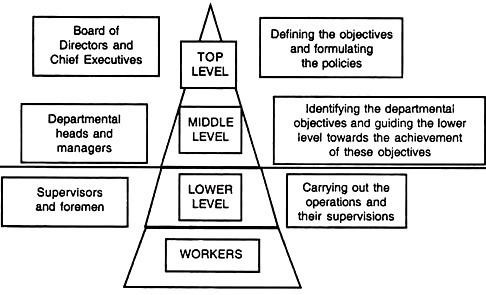 Board of
Directors and
Chief Executives
TOP
LEVEL
Defining the objectives
and formulating
the policies
Departmental
heads and
managers
MIDDLE
LEVEL
Identifying the departmental
objectives and guiding the lower
level towards the achievement
of these objectives
Supervisors
and foremen
LOWER
LEVEL
Carrying out the
operations and
their supervisions
WORKERS